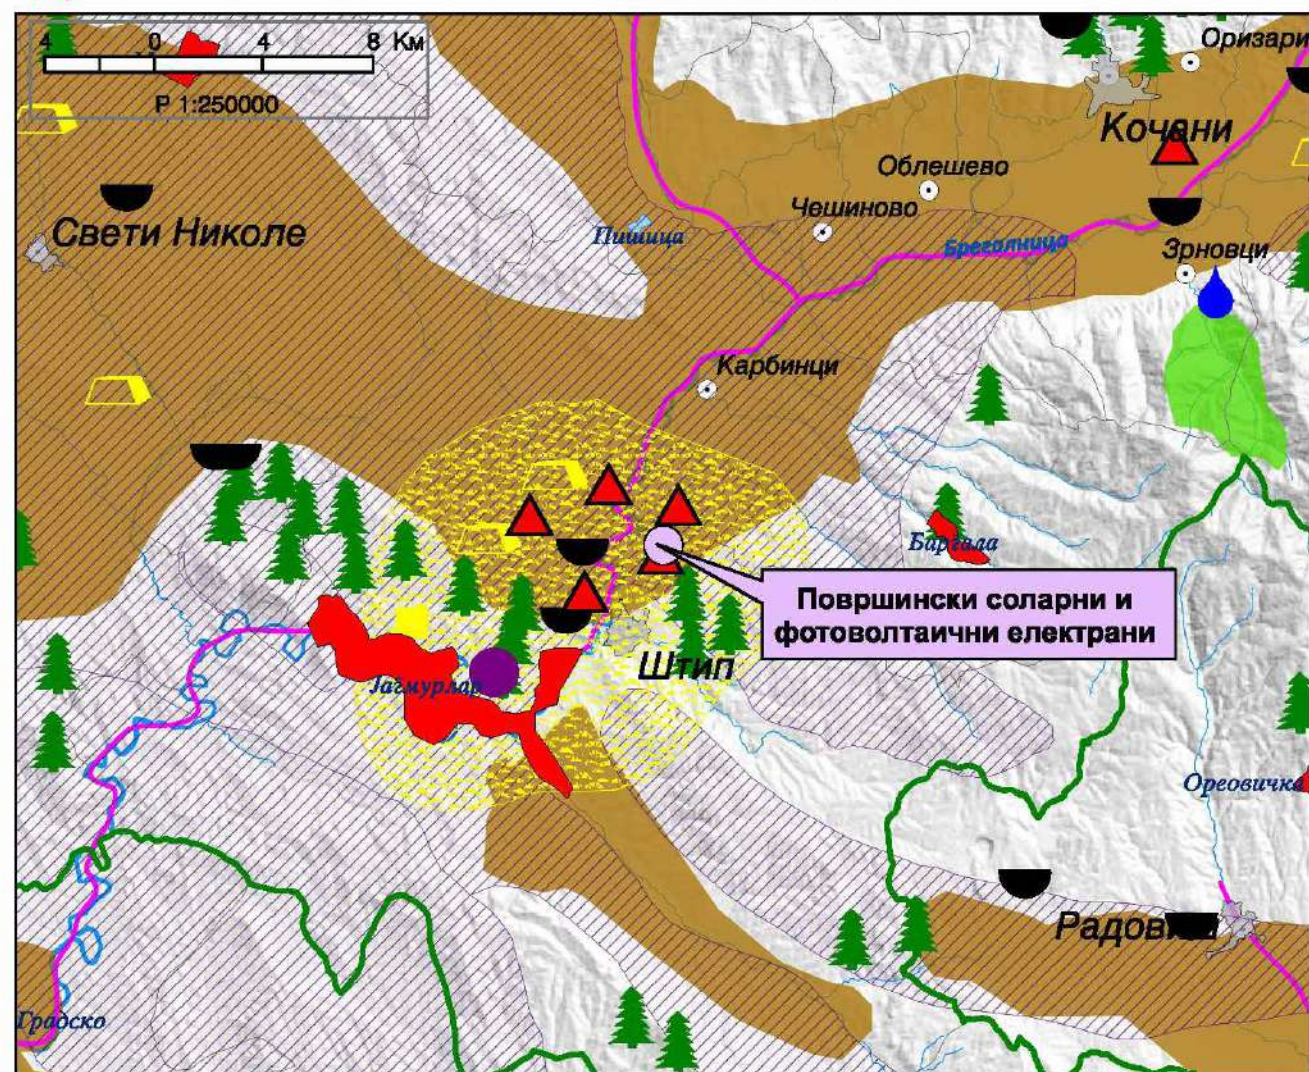 4 0 4 8 Км
Р 1:250000
Оризари
Кочани
Облешево
Чешиново
Свети Николе
Пишица
Брегалница
Зрновци
Карбинци
Баргала
Површински соларни и
фотоволтаични електрани
Штип
Јагмурлар
Ореовичка
Радовиш
Градско